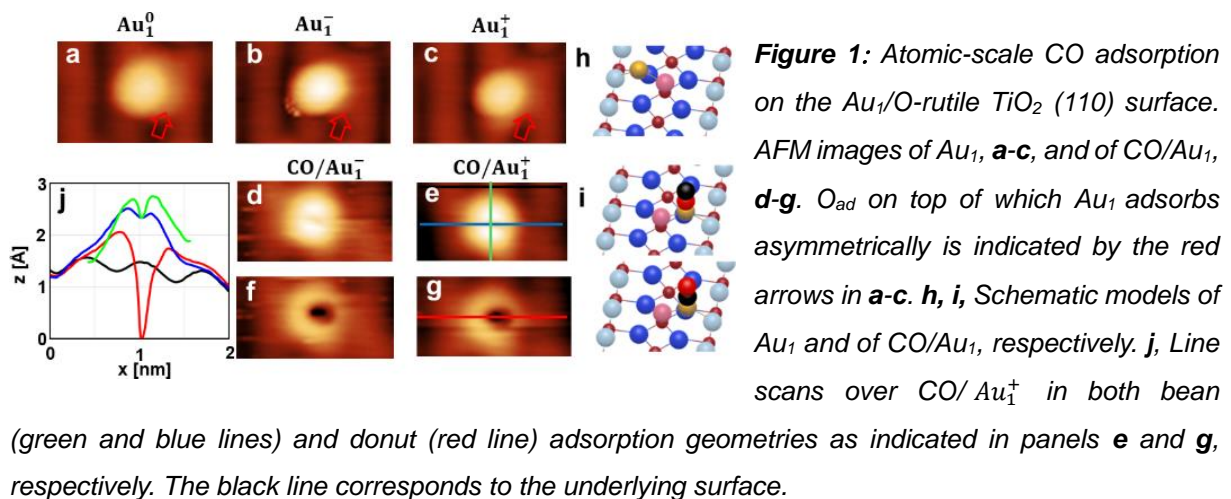 Au₁⁰ Au₁⁻ Au₁⁺
a b c h
CO/Au₁⁻ CO/Au₁⁺
j d e i
f g
3
2
1
0
z [A]
0 1 2
x [nm]
Figure 1: Atomic-scale CO adsorption
on the Au₁/O-rutile TiO₂ (110) surface.
AFM images of Au₁, a-c, and of CO/Au₁,
d-g. Oad on top of which Au₁ adsorbs
asymmetrically is indicated by the red
arrows in a-c. h, i, Schematic models of
Au₁ and of CO/Au₁, respectively. j, Line
scans over CO/ Au₁⁺ in both bean
(green and blue lines) and donut (red line) adsorption geometries as indicated in panels e and g,
respectively. The black line corresponds to the underlying surface.